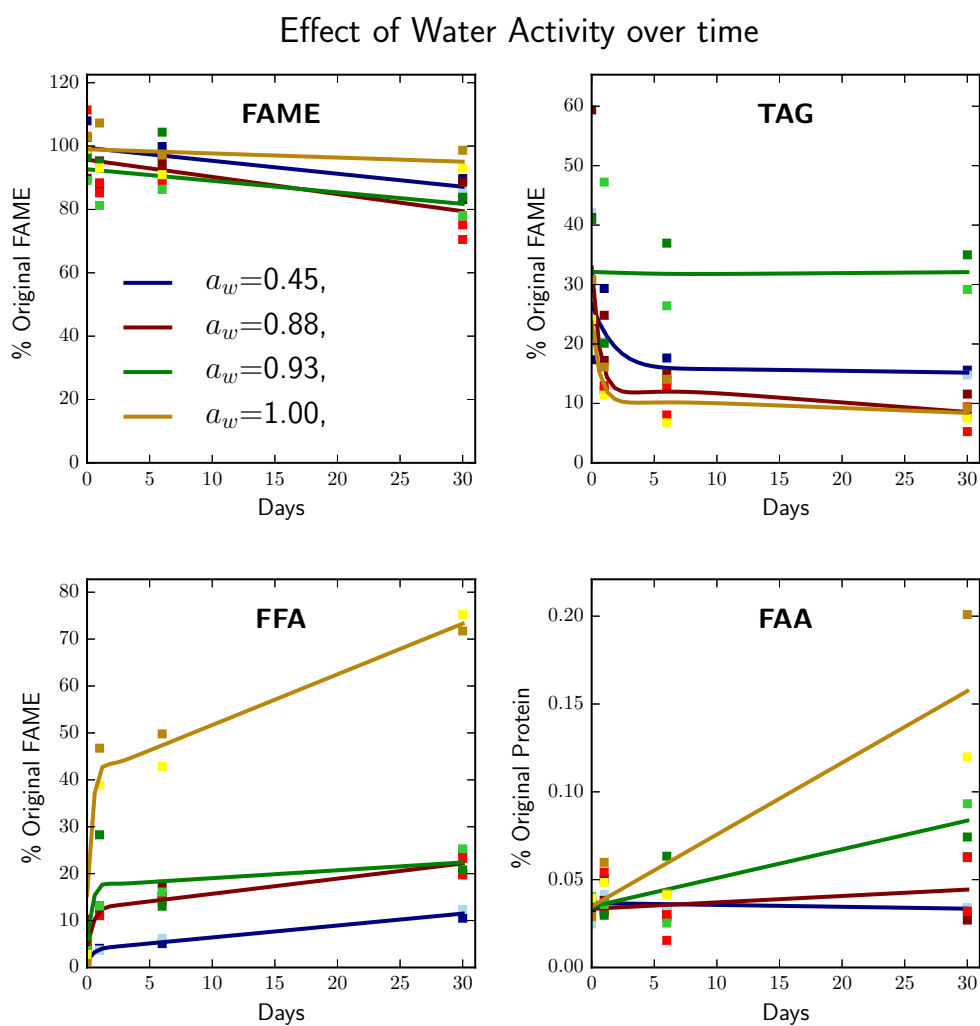 Effect of Water Activity over time
FAME
% Original FAME
120
100
80
60
40
20
0
a_w=0.45,
a_w=0.88,
a_w=0.93,
a_w=1.00,
0 5 10 15 20 25 30
Days
TAG
% Original FAME
60
50
40
30
20
10
0
0 5 10 15 20 25 30
Days
FFA
% Original FAME
80
70
60
50
40
30
20
10
0
0 5 10 15 20 25 30
Days
FAA
% Original Protein
0.20
0.15
0.10
0.05
0.00
0 5 10 15 20 25 30
Days